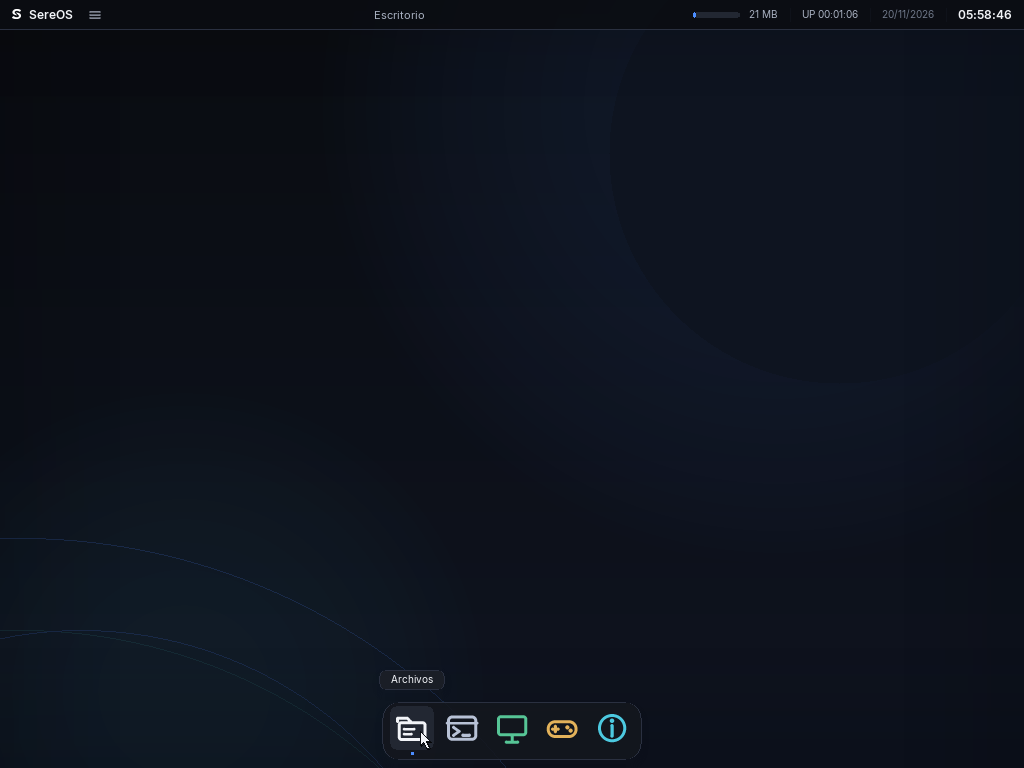 SereOS
Escritorio
21 MB
UP 00:01:06
20/11/2026
05:58:46
Archivos